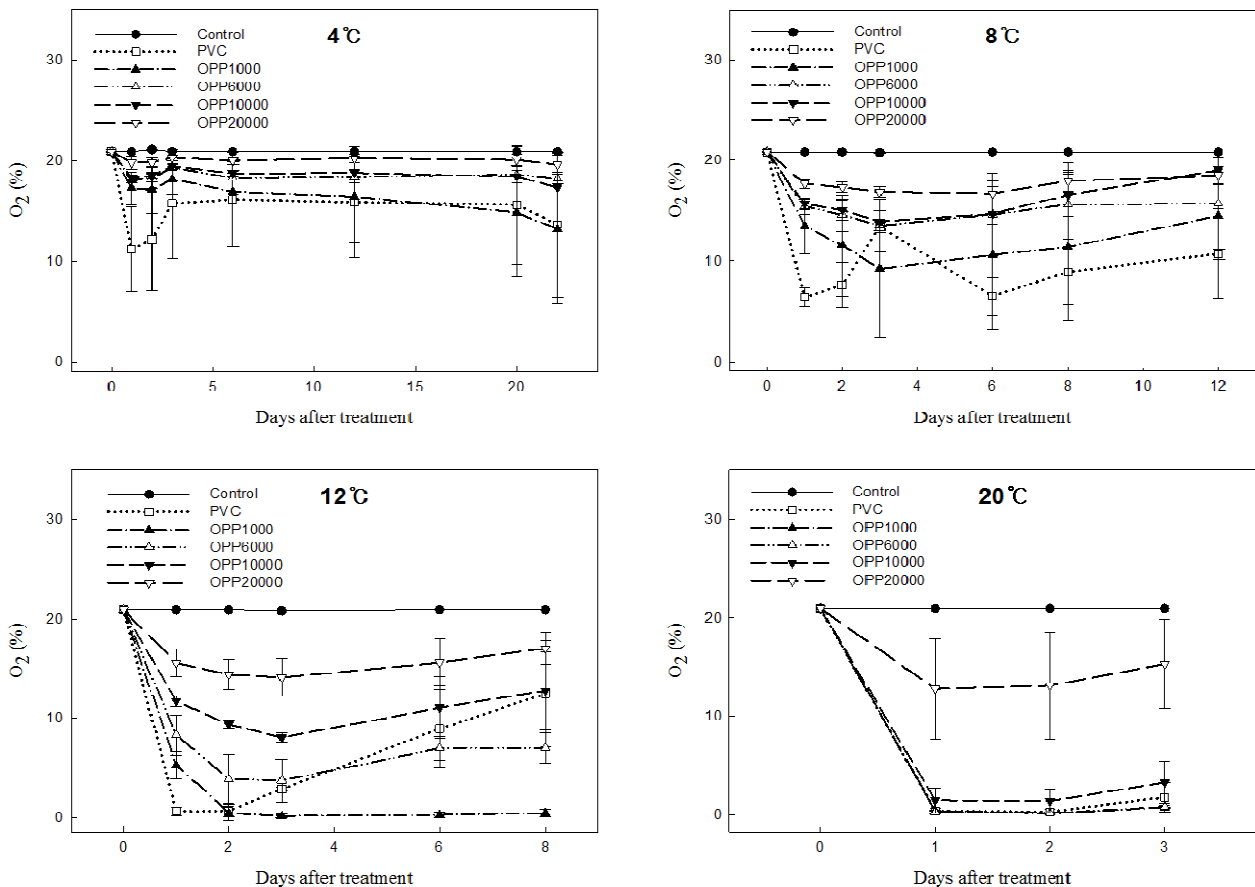 4℃
Control
PVC
OPP1000
OPP6000
OPP10000
OPP20000
30
20
10
0
O2 (%)
0 5 10 15 20
Days after treatment
8℃
Control
PVC
OPP1000
OPP6000
OPP10000
OPP20000
30
20
10
0
O2 (%)
0 2 4 6 8 10 12
Days after treatment
12℃
Control
PVC
OPP1000
OPP6000
OPP10000
OPP20000
30
20
10
0
O2 (%)
0 2 4 6 8
Days after treatment
20℃
Control
PVC
OPP1000
OPP6000
OPP10000
OPP20000
30
20
10
0
O2 (%)
0 1 2 3
Days after treatment